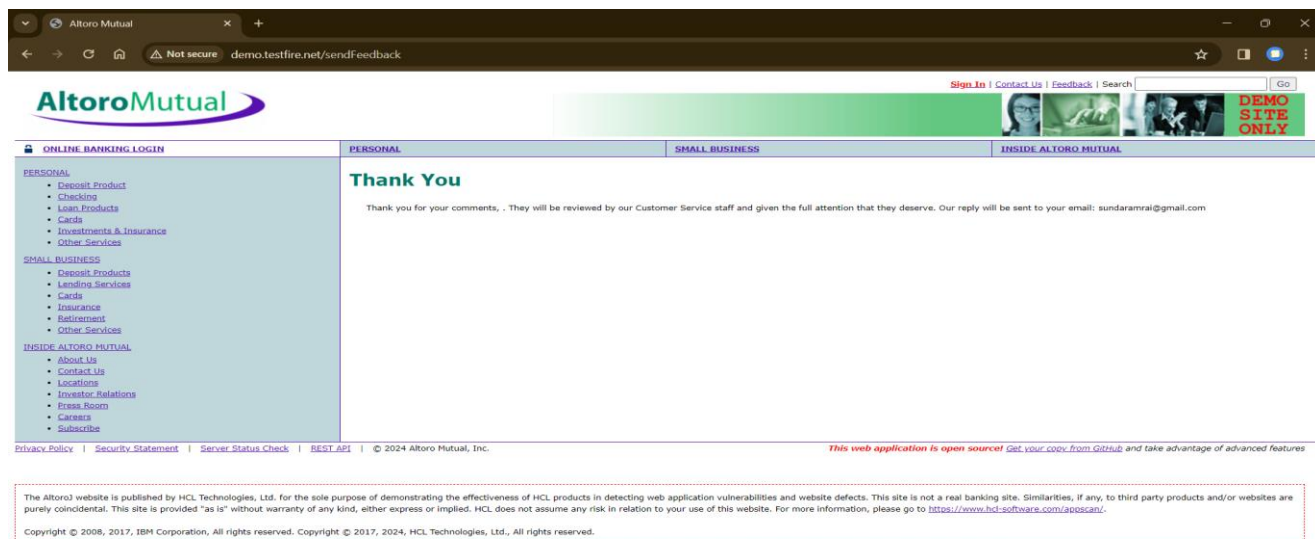 Altoro Mutual
Not secure demo.testfire.net/sendFeedback
Sign In | Contact Us | Feedback | Search Go
AltoroMutual
DEMO
SITE
ONLY
ONLINE BANKING LOGIN
PERSONAL
SMALL BUSINESS
INSIDE ALTORO MUTUAL
PERSONAL
Deposit Product
Checking
Loan Products
Cards
Investments & Insurance
Other Services
SMALL BUSINESS
Deposit Products
Lending Services
Cards
Insurance
Retirement
Other Services
INSIDE ALTORO MUTUAL
About Us
Contact Us
Locations
Investor Relations
Press Room
Careers
Subscribe
Thank You
Thank you for your comments, . They will be reviewed by our Customer Service staff and given the full attention that they deserve. Our reply will be sent to your email: sundaramrai@gmail.com
Privacy Policy | Security Statement | Server Status Check | REST API | © 2024 Altoro Mutual, Inc.
This web application is open source! Get your copy from GitHub and take advantage of advanced features
The AltoroJ website is published by HCL Technologies, Ltd. for the sole purpose of demonstrating the effectiveness of HCL products in detecting web application vulnerabilities and website defects. This site is not a real banking site. Similarities, if any, to third party products and/or websites are
purely coincidental. This site is provided "as is" without warranty of any kind, either express or implied. HCL does not assume any risk in relation to your use of this website. For more information, please go to https://www.hcl-software.com/appscan/.
Copyright © 2008, 2017, IBM Corporation, All rights reserved. Copyright © 2017, 2024, HCL Technologies, Ltd., All rights reserved.